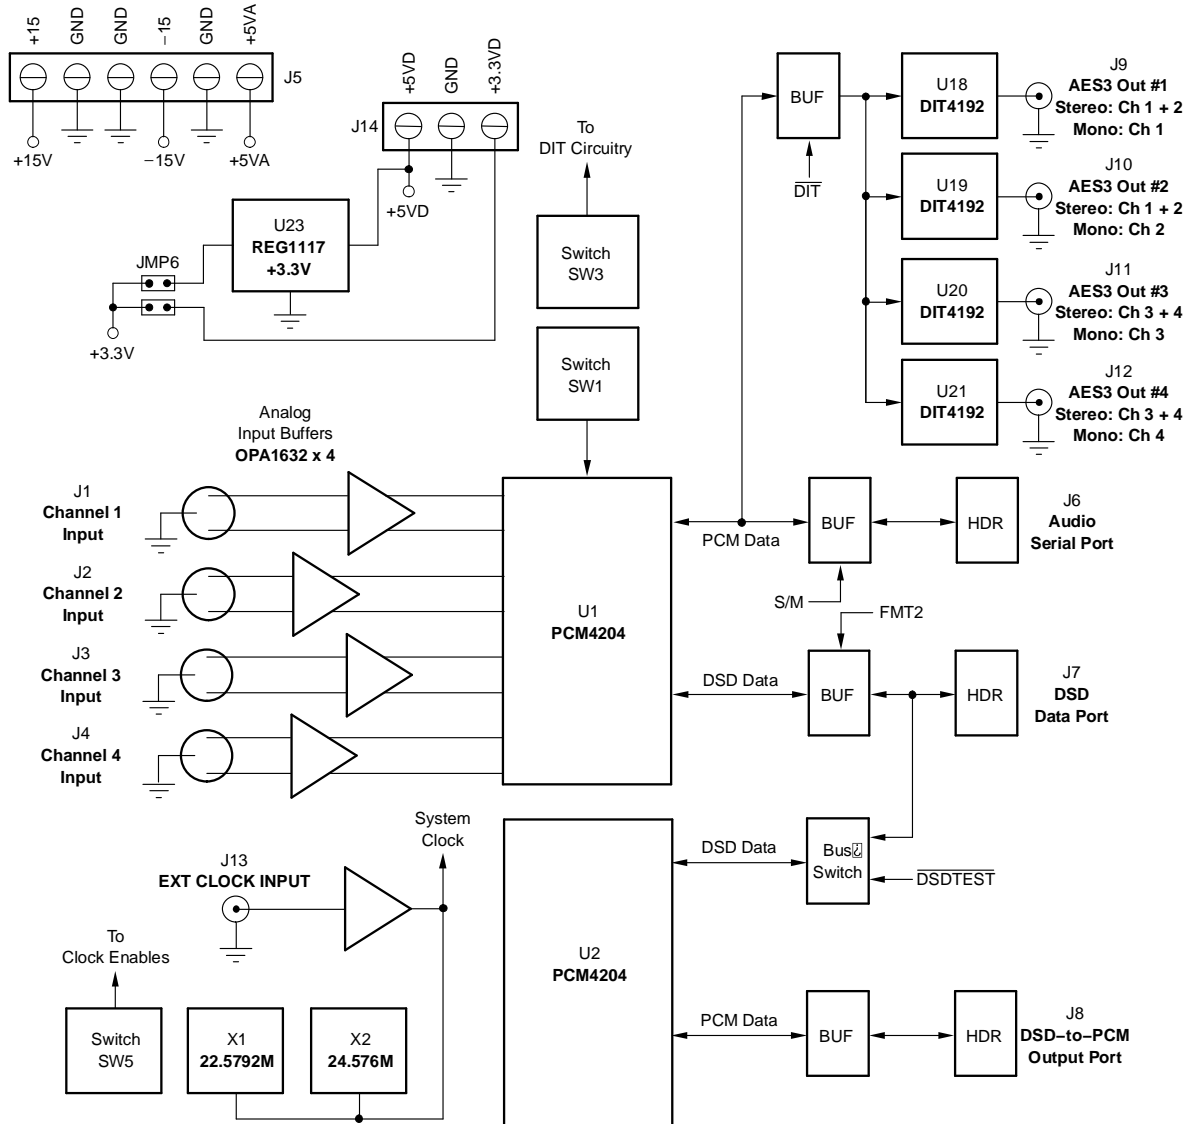 +15
GND
GND
–15
GND
+5VA
J5
+15V
–15V
+5VA
+5VD
GND
+3.3VD
J14
+5VD
U23
REG1117
+3.3V
JMP6
+3.3V
To
DIT Circuitry
Switch
SW3
Switch
SW1
BUF
DIT
U18
DIT4192
J9
AES3 Out #1
Stereo: Ch 1 + 2
Mono: Ch 1
U19
DIT4192
J10
AES3 Out #2
Stereo: Ch 1 + 2
Mono: Ch 2
U20
DIT4192
J11
AES3 Out #3
Stereo: Ch 3 + 4
Mono: Ch 3
U21
DIT4192
J12
AES3 Out #4
Stereo: Ch 3 + 4
Mono: Ch 4
Analog
Input Buffers
OPA1632 x 4
J1
Channel 1
Input
J2
Channel 2
Input
J3
Channel 3
Input
J4
Channel 4
Input
U1
PCM4204
PCM Data
BUF
HDR
J6
Audio
Serial Port
S/M
FMT2
DSD Data
BUF
HDR
J7
DSD
Data Port
System
Clock
J13
EXT CLOCK INPUT
To
Clock Enables
Switch
SW5
X1
22.5792M
X2
24.576M
U2
PCM4204
DSD Data
Bus
Switch
DSDTEST
PCM Data
BUF
HDR
J8
DSD–to–PCM
Output Port